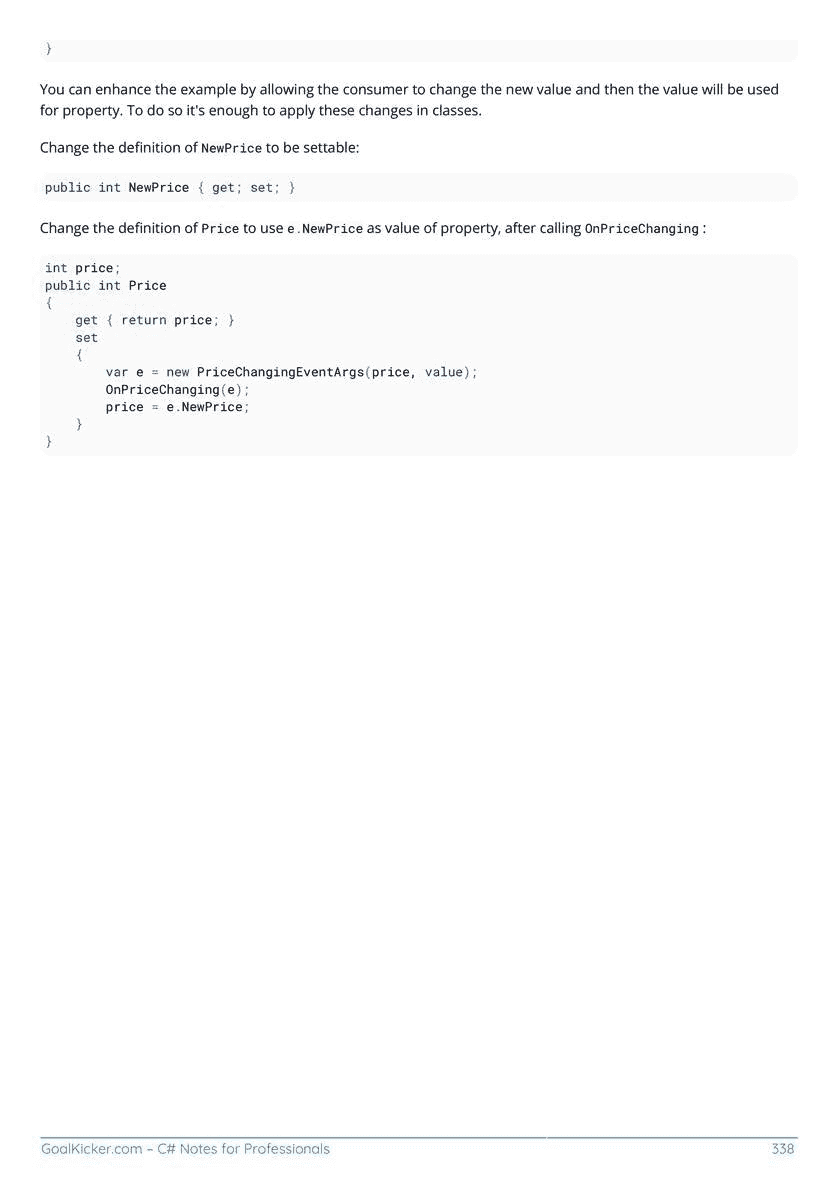 }
You can enhance the example by allowing the consumer to change the new value and then the value will be used
for property. To do so it's enough to apply these changes in classes.
Change the definition of NewPrice to be settable:
public int NewPrice { get; set; }
Change the definition of Price to use e.NewPrice as value of property, after calling OnPriceChanging :
int price;
public int Price
{
    get { return price; }
    set
    {
        var e = new PriceChangingEventArgs(price, value);
        OnPriceChanging(e);
        price = e.NewPrice;
    }
}
GoalKicker.com – C# Notes for Professionals 338